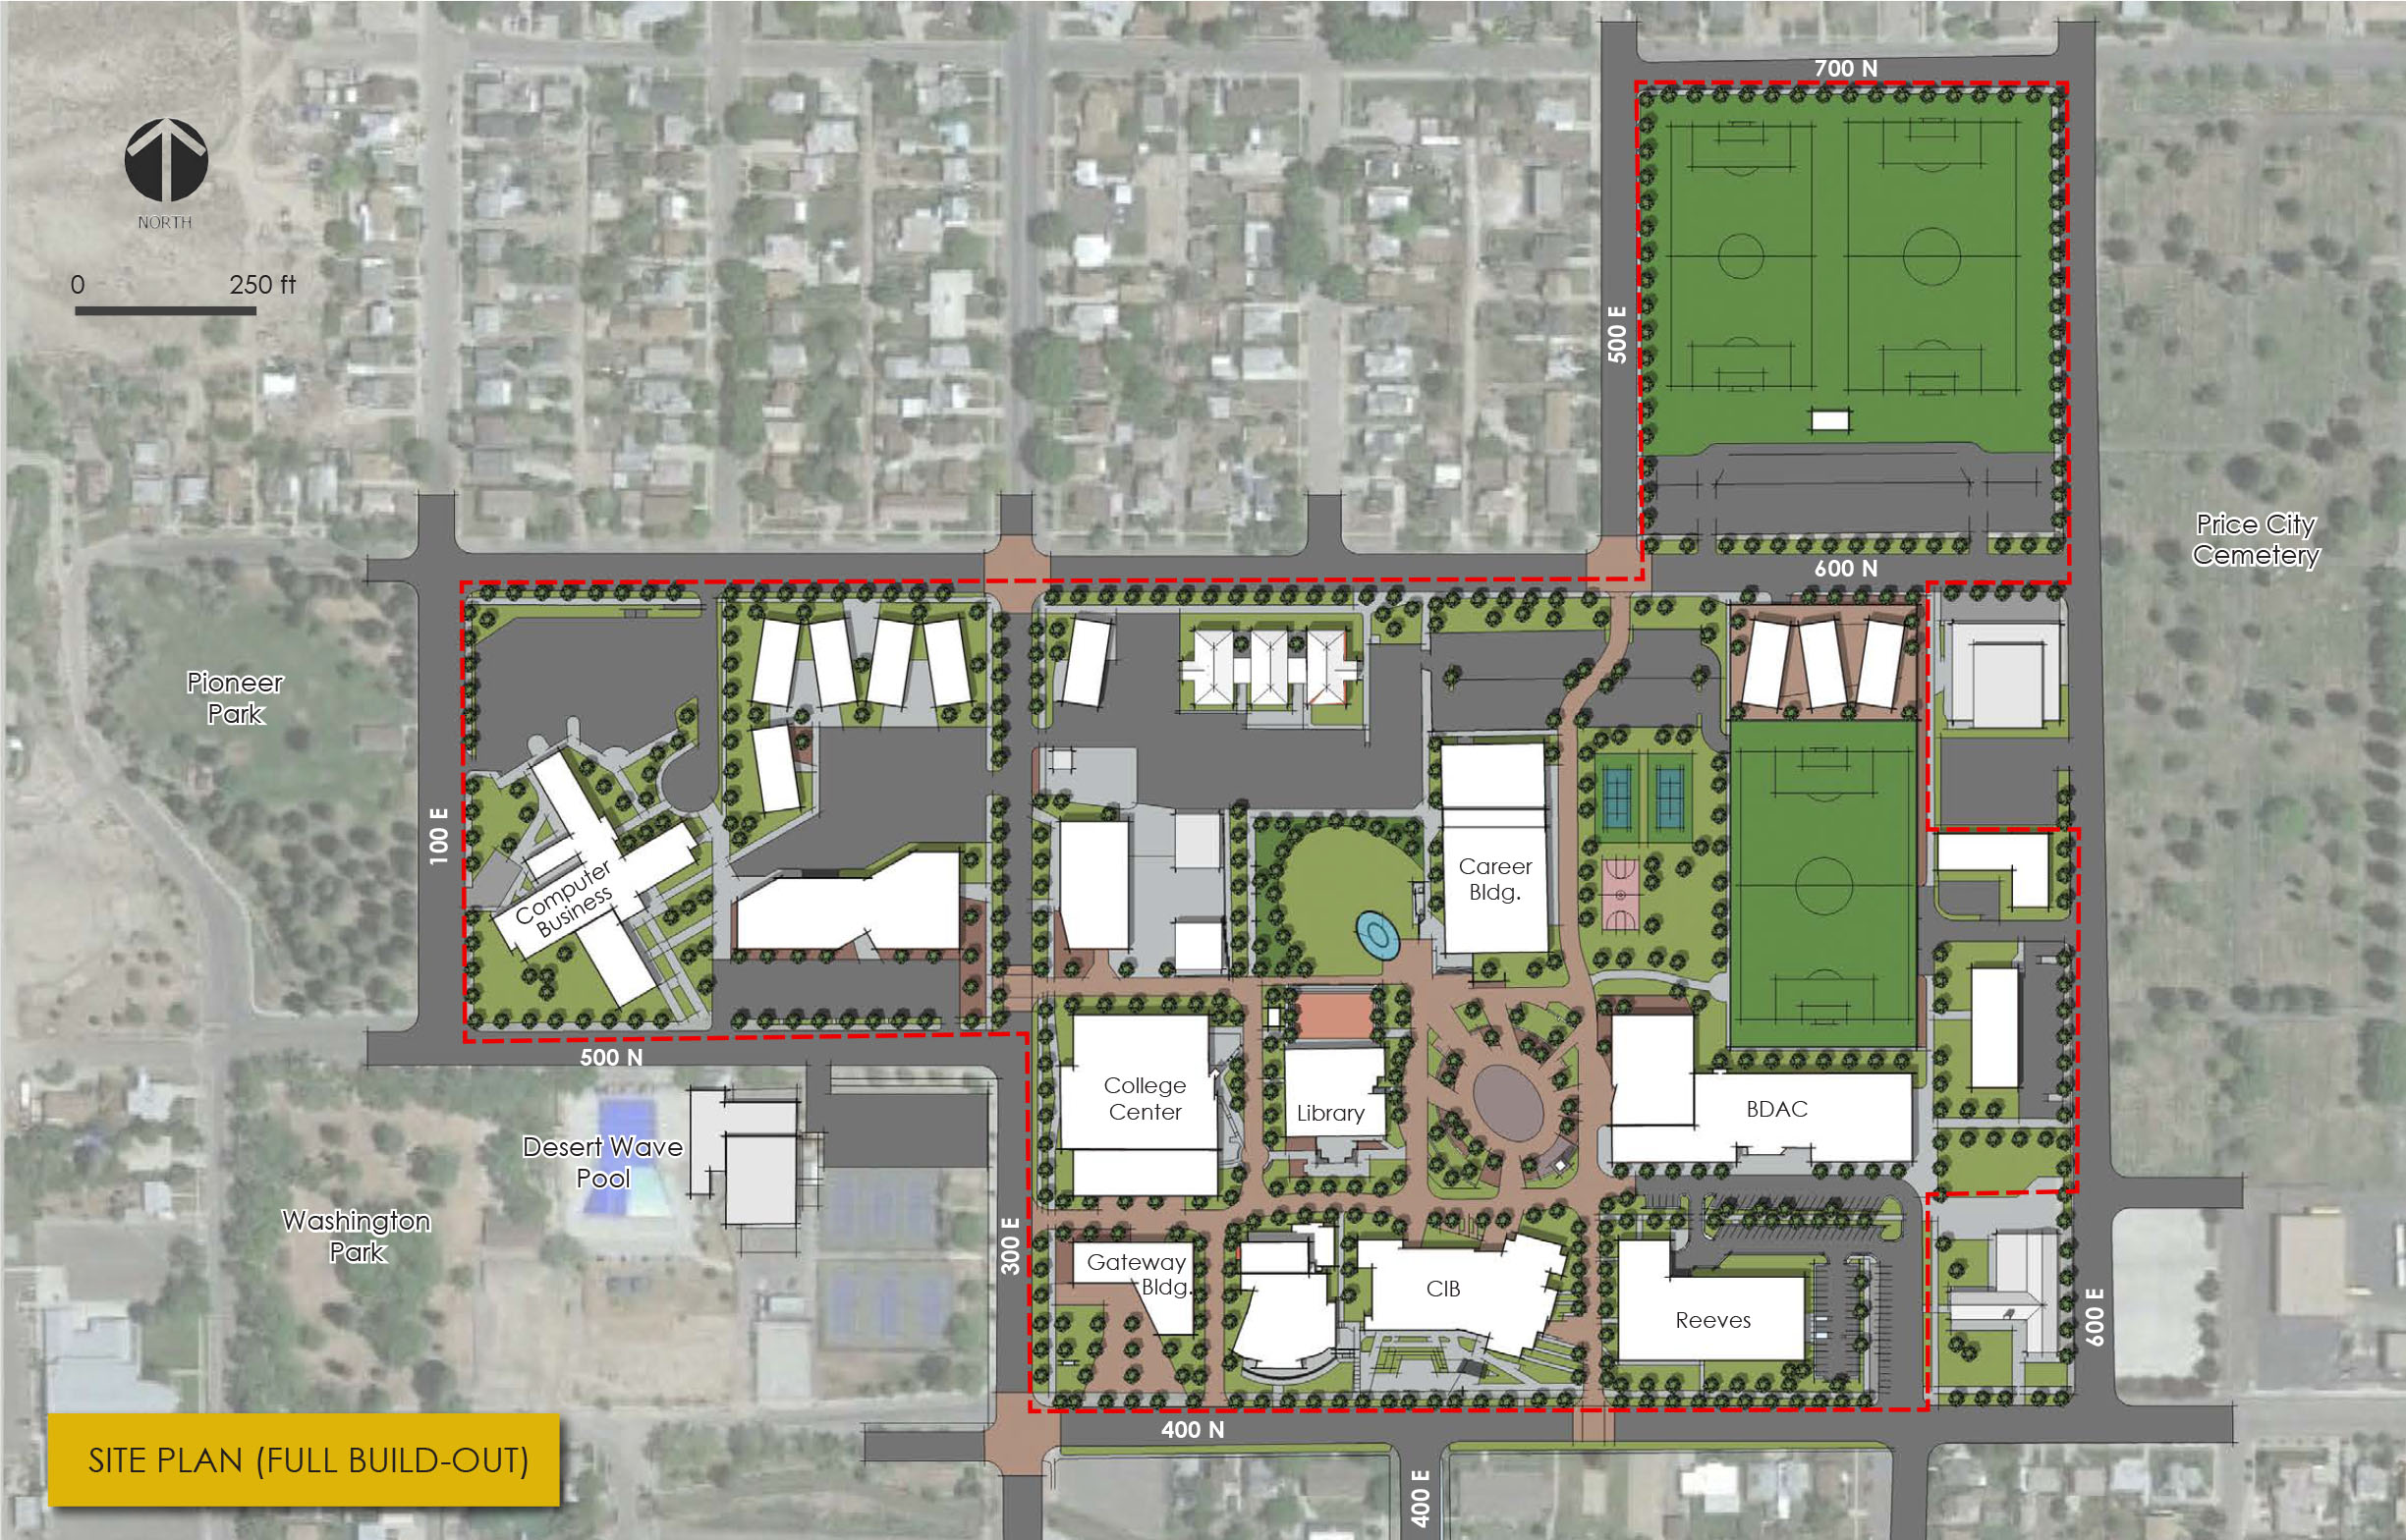 700 N
NORTH
0 250 ft
500 E
Price City
Cemetery
600 N
Pioneer
Park
100 E
Career
Bldg.
Computer
Business
500 N
College
Center
Library
BDAC
Desert Wave
Pool
Washington
Park
300 E
Gateway
Bldg.
CIB
Reeves
600 E
400 N
SITE PLAN (FULL BUILD-OUT)
400 E